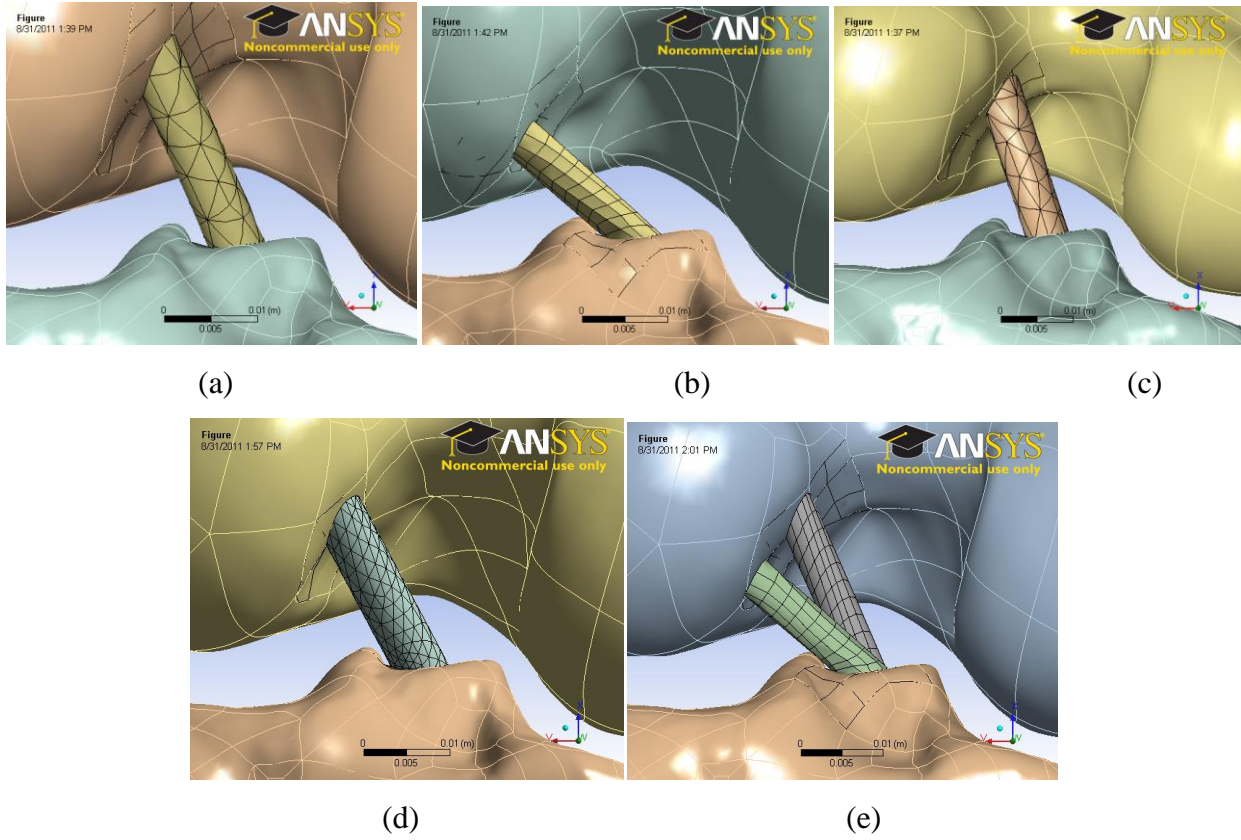 Figure
8/31/2011 1:39 PM
ANSYS
Noncommercial use only
X
Y
0
0.01 (m)
0.005
Figure
8/31/2011 1:42 PM
ANSYS
Noncommercial use only
X
Y
0
0.01 (m)
0.005
Figure
8/31/2011 1:37 PM
ANSYS
Noncommercial use only
X
Y
0
0.01 (m)
0.005
(a)
(b)
(c)
Figure
8/31/2011 1:57 PM
ANSYS
Noncommercial use only
X
Y
0
0.01 (m)
0.005
Figure
8/31/2011 2:01 PM
ANSYS
Noncommercial use only
X
Y
0
0.01 (m)
0.005
(d)
(e)